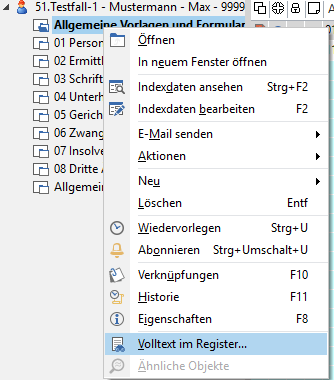 51.Testfall-1 - Mustermann - Max - 9999
Allgemeine Vorlagen und Formular
01 Person
02 Ermittl
03 Schrift
04 Unterh
05 Gerich
06 Zwang
07 Insolve
08 Dritte A
Allgemein
Öffnen
In neuem Fenster öffnen
Indexdaten ansehen Strg+F2
Indexdaten bearbeiten F2
E-Mail senden
Aktionen
Neu
Löschen Entf
Wiedervorlegen Strg+U
Abonnieren Strg+Umschalt+U
Verknüpfungen F10
Historie F11
Eigenschaften F8
Volltext im Register...
Ähnliche Objekte